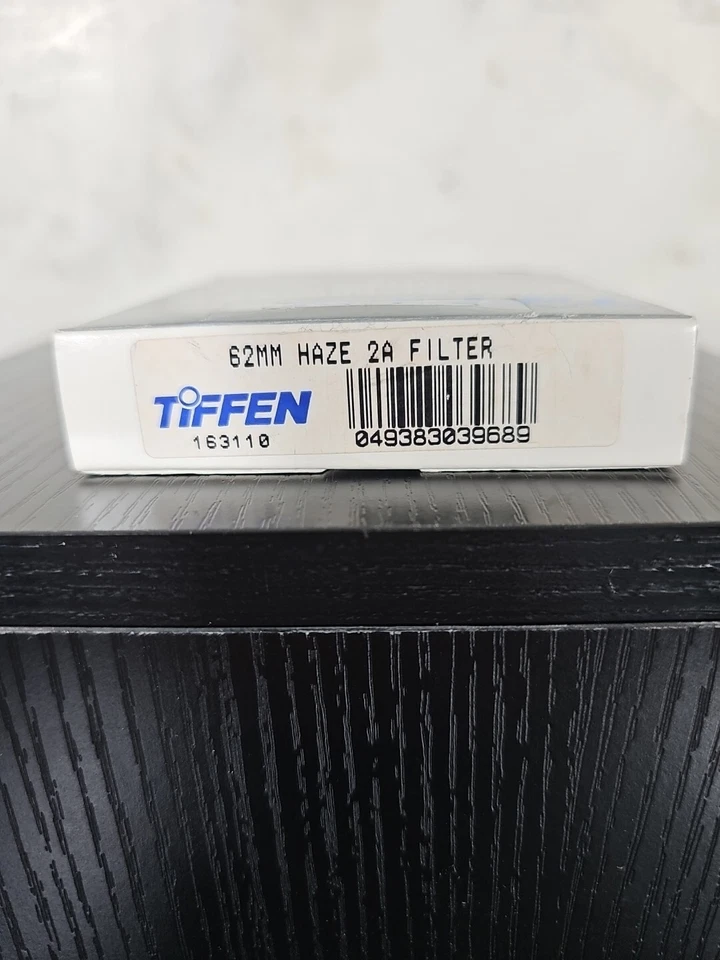 62MM HAZE 2A FILTER
TiFFEN
163110
049383039689